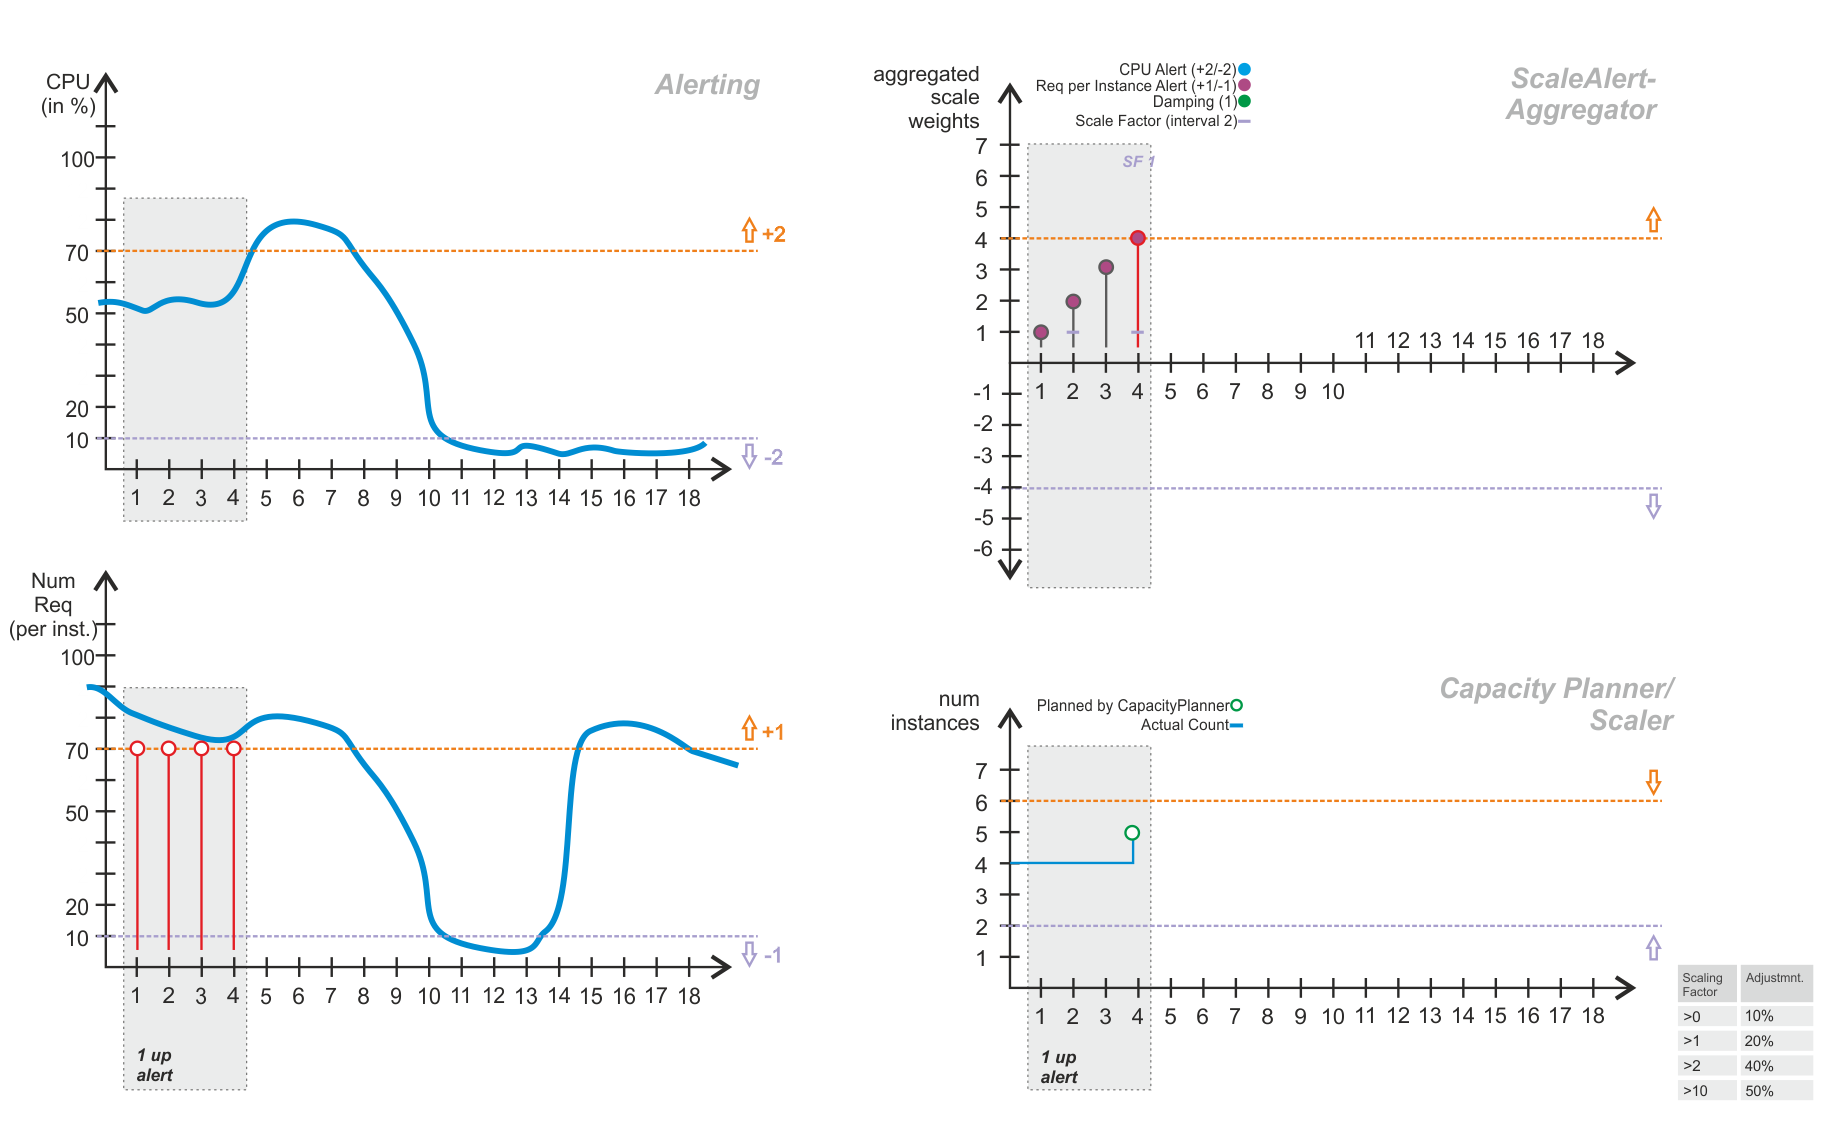 CPU
(in %)
Alerting
100
70
50
20
10
+2
-2
1 2 3 4 5 6 7 8 9 10 11 12 13 14 15 16 17 18
Num
Req
(per inst.)
100
70
50
20
10
+1
-1
1 2 3 4 5 6 7 8 9 10 11 12 13 14 15 16 17 18
1 up
alert
aggregated
scale
weights
CPU Alert (+2/-2)
Req per Instance Alert (+1/-1)
Damping (1)
Scale Factor (interval 2)
ScaleAlert-
Aggregator
SF 1
7
6
5
4
3
2
1
11 12 13 14 15 16 17 18
1 2 3 4 5 6 7 8 9 10
-1
-2
-3
-4
-5
-6
num
instances
Planned by CapacityPlanner
Actual Count
Capacity Planner/
Scaler
7
6
5
4
3
2
1
1 2 3 4 5 6 7 8 9 10 11 12 13 14 15 16 17 18
1 up
alert
Scaling
Factor
Adjustmnt.
>0 10%
>1 20%
>2 40%
>10 50%